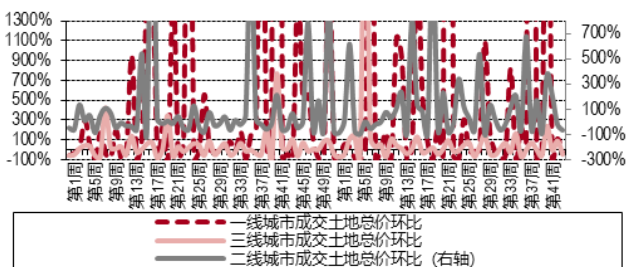 1300%
1100%
900%
700%
500%
300%
100%
-100%
700%
500%
300%
100%
-100%
-300%
第1周
第5周
第9周
第13周
第17周
第21周
第25周
第29周
第33周
第37周
第41周
第45周
第49周
第1周
第5周
第9周
第13周
第17周
第21周
第25周
第29周
第33周
第37周
第41周
一线城市成交土地总价环比
三线城市成交土地总价环比
二线城市成交土地总价环比 (右轴)